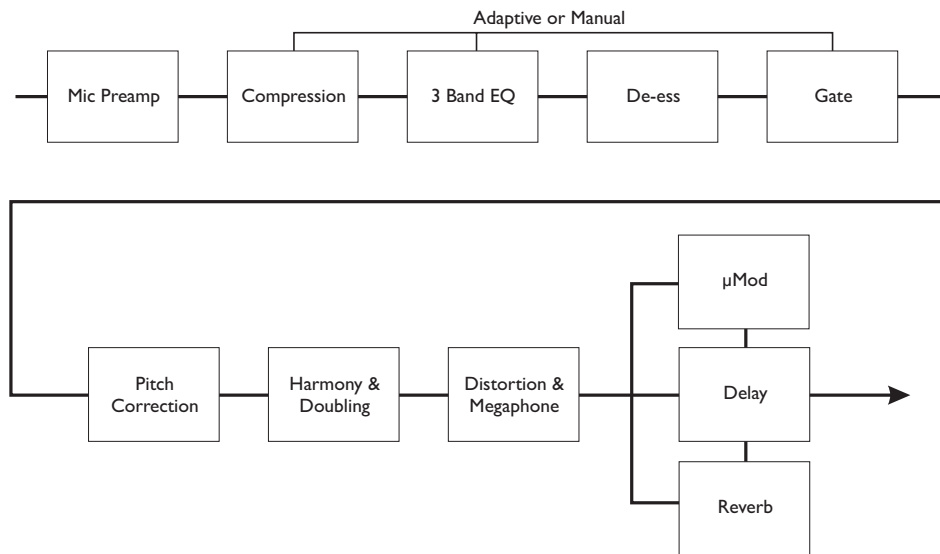 Adaptive or Manual
Mic Preamp
Compression
3 Band EQ
De-ess
Gate
µMod
Pitch
Correction
Harmony &
Doubling
Distortion &
Megaphone
Delay
Reverb